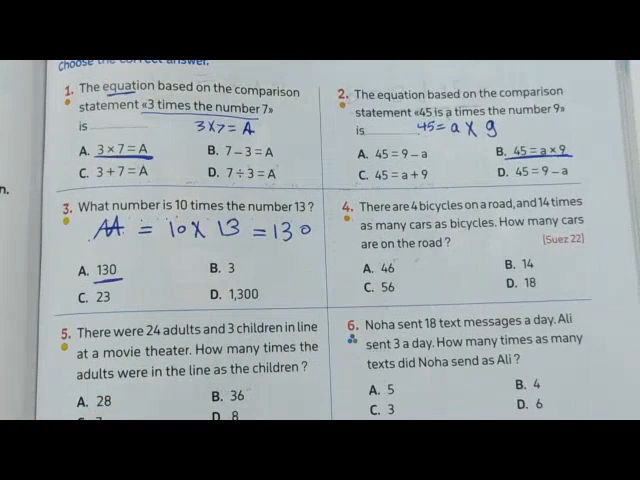 Choose the correct answer.
1. The equation based on the comparison
statement «3 times the number 7»
is
3×7=A
A. 3 × 7 = A
B. 7 – 3 = A
C. 3 + 7 = A
D. 7 ÷ 3 = A
2. The equation based on the comparison
statement «45 is a times the number 9»
is
45= a × 9
A. 45 = 9 – a
B. 45 = a × 9
C. 45 = a + 9
D. 45 = 9 – a
3. What number is 10 times the number 13 ?
= 10 × 13 = 130
A. 130
B. 3
C. 23
D. 1,300
4. There are 4 bicycles on a road, and 14 times
as many cars as bicycles. How many cars
are on the road ?
(Suez 22)
A. 46
B. 14
C. 56
D. 18
5. There were 24 adults and 3 children in line
at a movie theater. How many times the
adults were in the line as the children ?
A. 28
B. 36
D. 8
6. Noha sent 18 text messages a day. Ali
sent 3 a day. How many times as many
texts did Noha send as Ali ?
A. 5
B. 4
C. 3
D. 6
n.